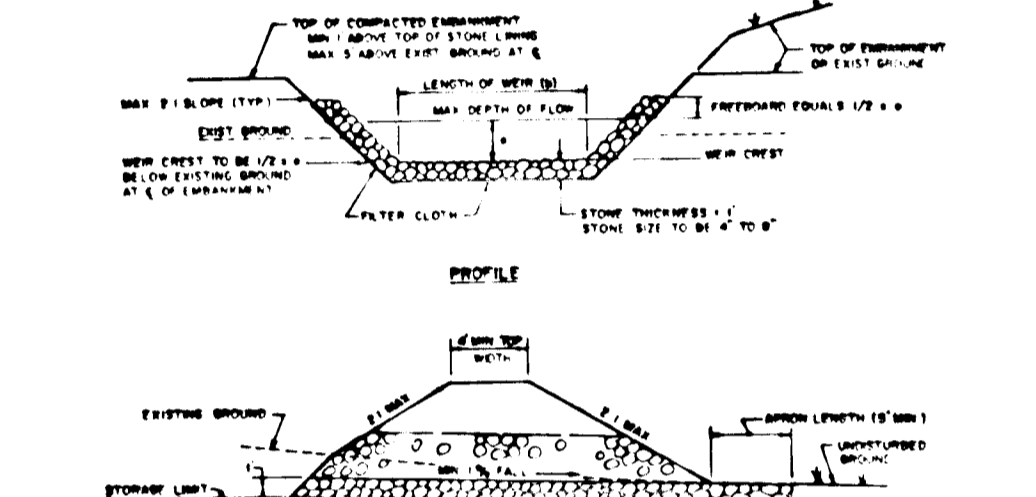 TOP OF COMPACTED EMBANKMENT
MIN 1' ABOVE TOP OF STONE LINING
MAX 5' ABOVE EXIST GROUND AT ℄
TOP OF EMBANKMENT
OR EXIST GROUND
LENGTH OF WEIR (b)
MAX 2:1 SLOPE (TYP.)
MAX DEPTH OF FLOW
FREEBOARD EQUALS 1/2 x
EXIST GROUND
WEIR CREST TO BE 1/2 x
BELOW EXISTING GROUND
AT ℄ OF EMBANKMENT
WEIR CREST
FILTER CLOTH
STONE THICKNESS = 1'
STONE SIZE TO BE 4" TO 8"
PROFILE
MIN TOP
WIDTH
2:1 MAX
2:1 MAX
EXISTING GROUND
APRON LENGTH (5' MIN.)
UNDISTURBED
GROUND
MIN 1% FALL
1'
STORAGE LIMIT